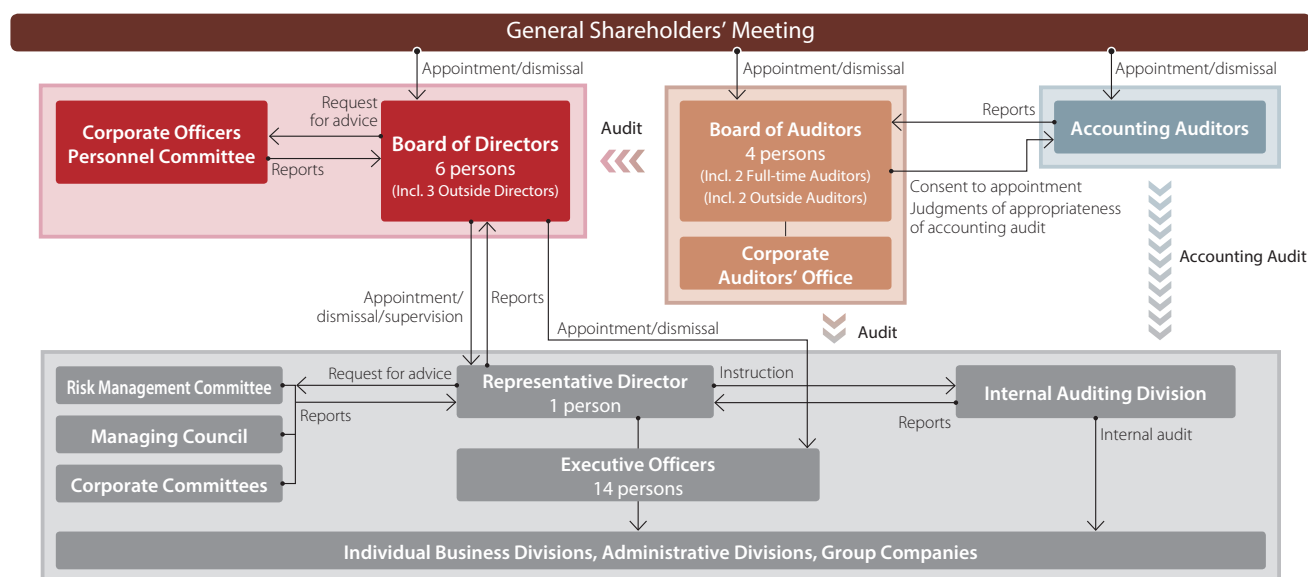 General Shareholders’ Meeting
Appointment/dismissal
Appointment/dismissal
Appointment/dismissal
Corporate Officers
Personnel Committee
Request
for advice
Reports
Board of Directors
6 persons
(Incl. 3 Outside Directors)
Audit
Board of Auditors
4 persons
(Incl. 2 Full-time Auditors)
(Incl. 2 Outside Auditors)
Corporate
Auditors’ Office
Reports
Accounting Auditors
Consent to appointment
Judgments of appropriateness
of accounting audit
Accounting Audit
Appointment/
dismissal/supervision
Reports
Appointment/dismissal
Audit
Risk Management Committee
Managing Council
Corporate Committees
Request for advice
Reports
Representative Director
1 person
Instruction
Reports
Internal Auditing Division
Internal audit
Executive Officers
14 persons
Individual Business Divisions, Administrative Divisions, Group Companies